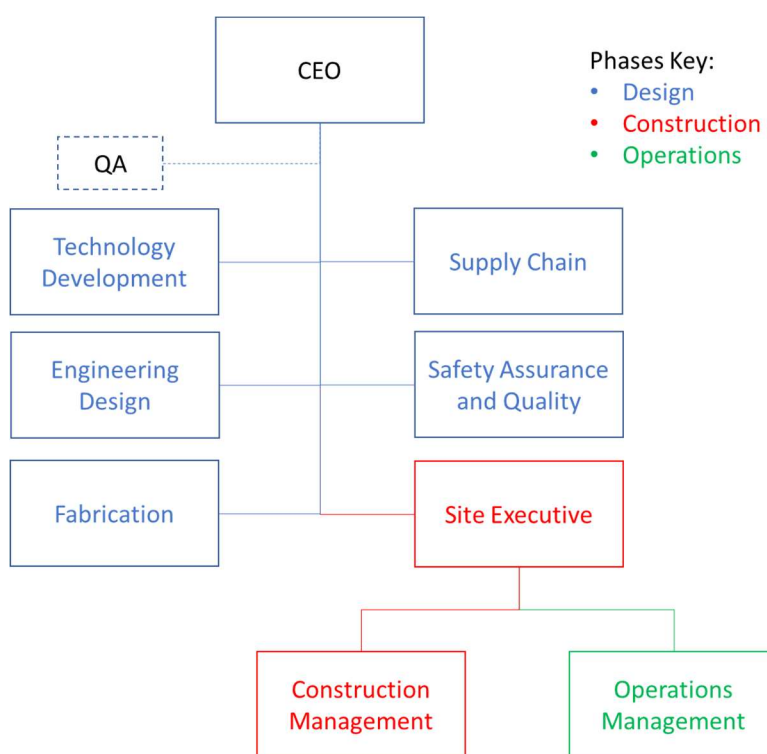 CEO
Phases Key:
• Design
• Construction
• Operations
QA
Technology
Development
Supply Chain
Engineering
Design
Safety Assurance
and Quality
Fabrication
Site Executive
Construction
Management
Operations
Management